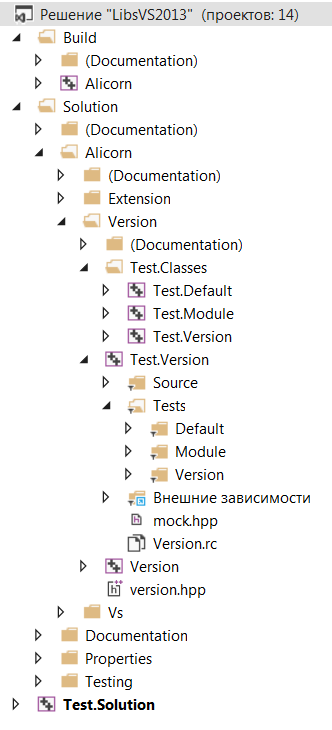 Решение "LibsVS2013" (проектов: 14)
Build
(Documentation)
Alicorn
Solution
(Documentation)
Alicorn
(Documentation)
Extension
Version
(Documentation)
Test.Classes
Test.Default
Test.Module
Test.Version
Test.Version
Source
Tests
Default
Module
Version
Внешние зависимости
mock.hpp
Version.rc
Version
version.hpp
Vs
Documentation
Properties
Testing
Test.Solution